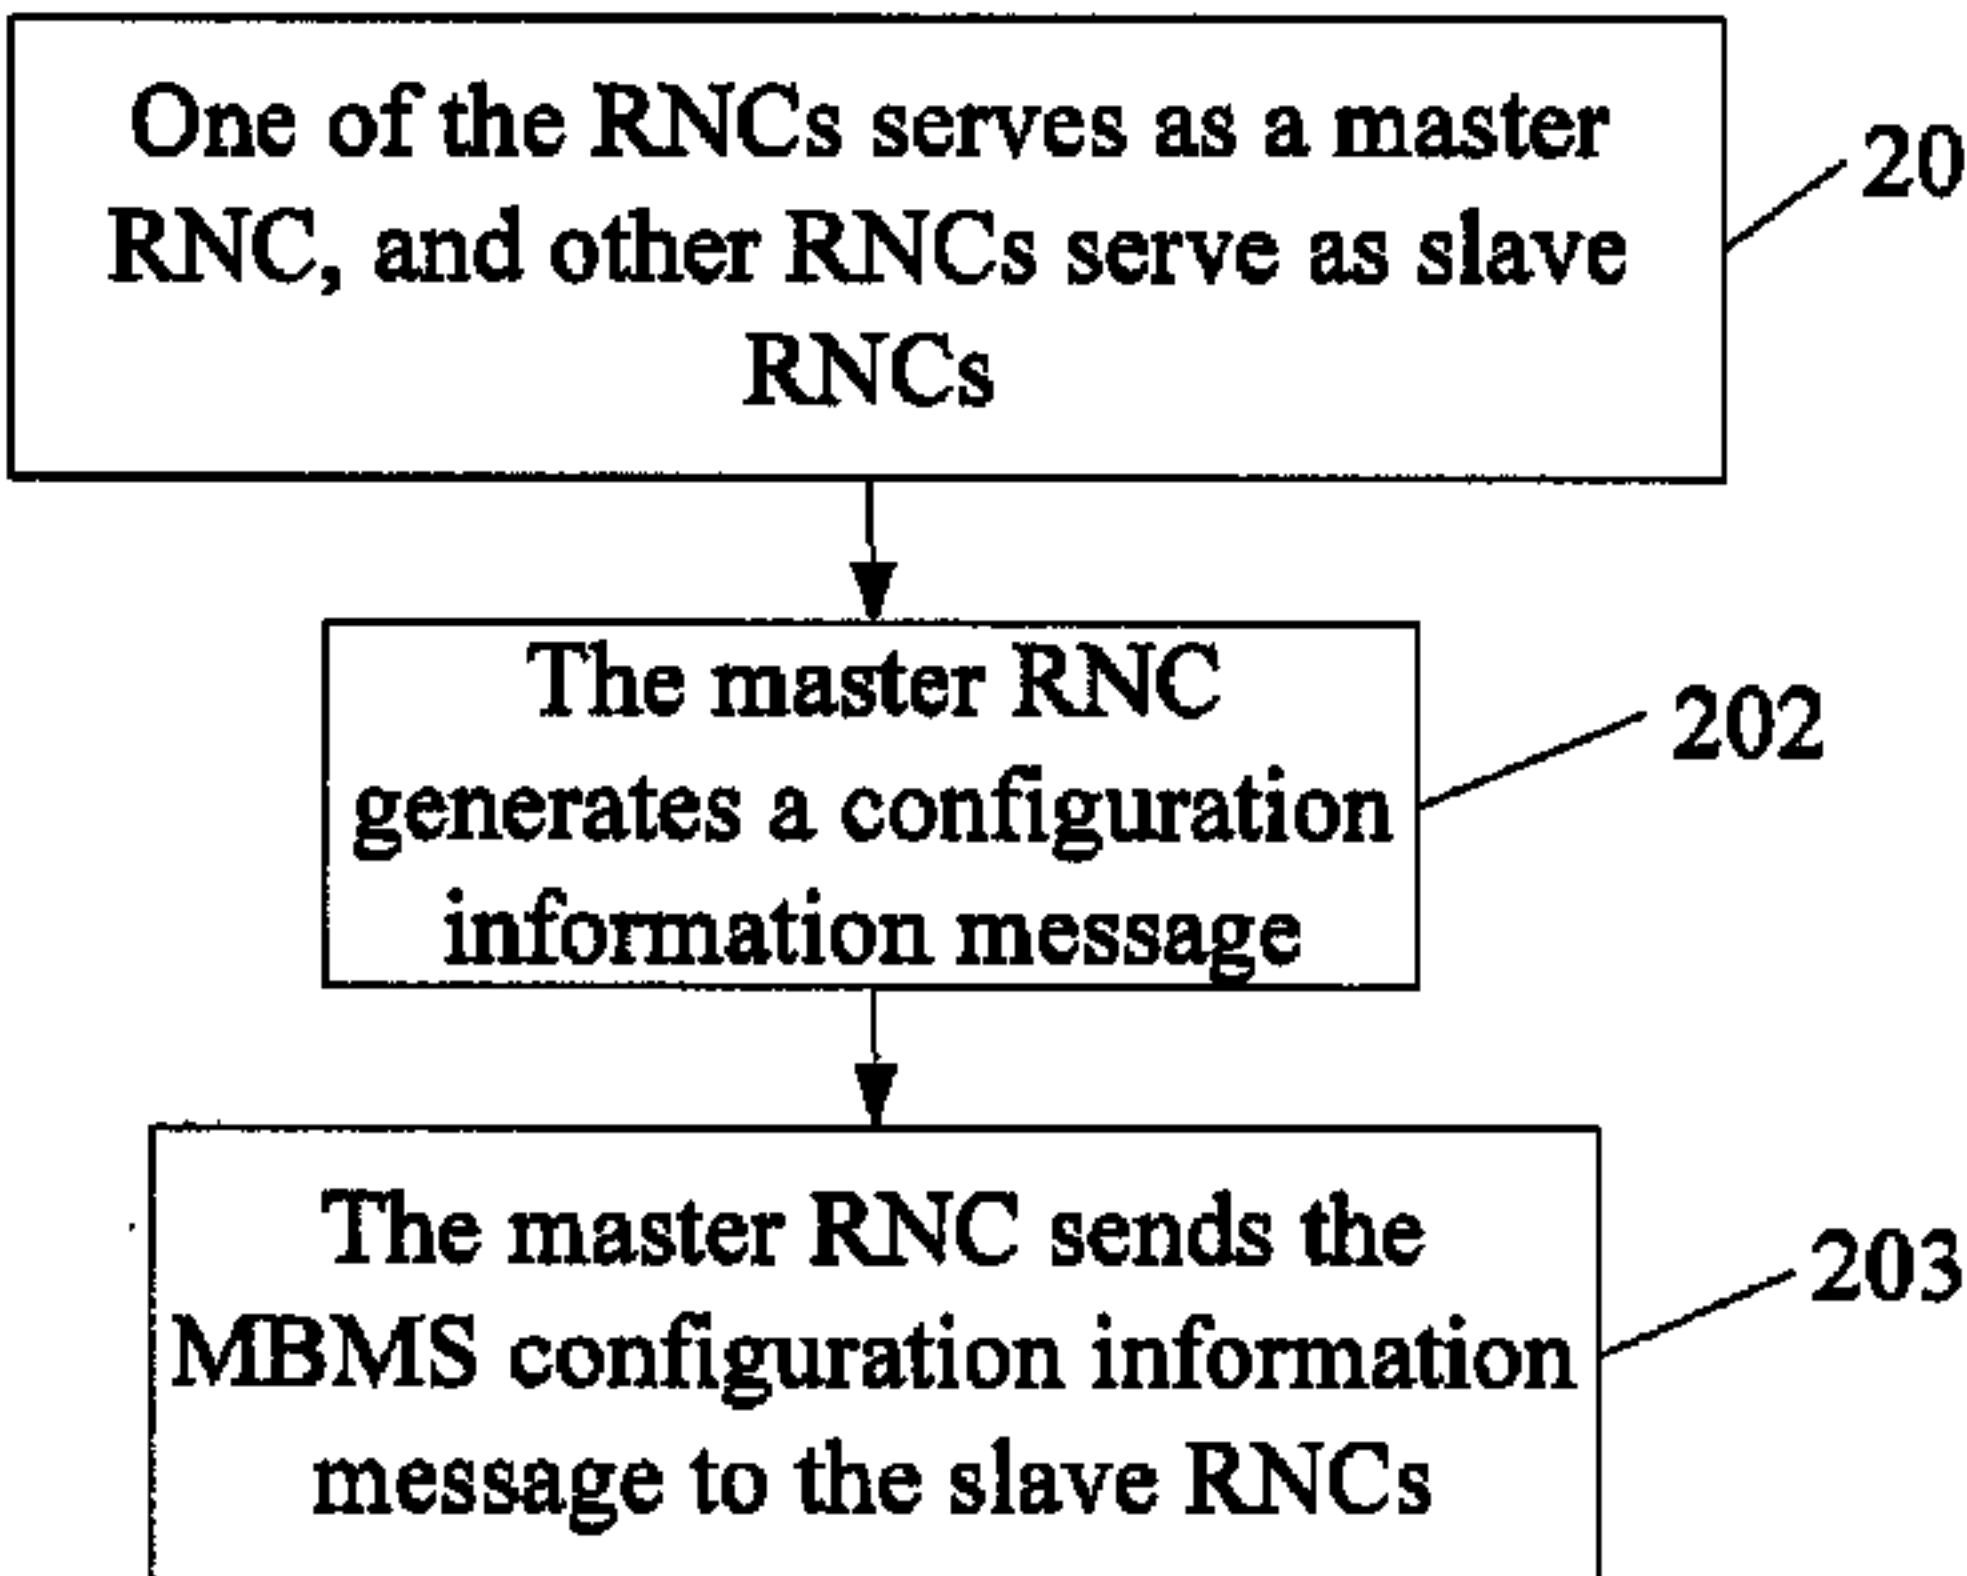 One of the RNCs serves as a master
RNC, and other RNCs serve as slave
RNCs
20
The master RNC
generates a configuration
information message
202
The master RNC sends the
MBMS configuration information
message to the slave RNCs
203